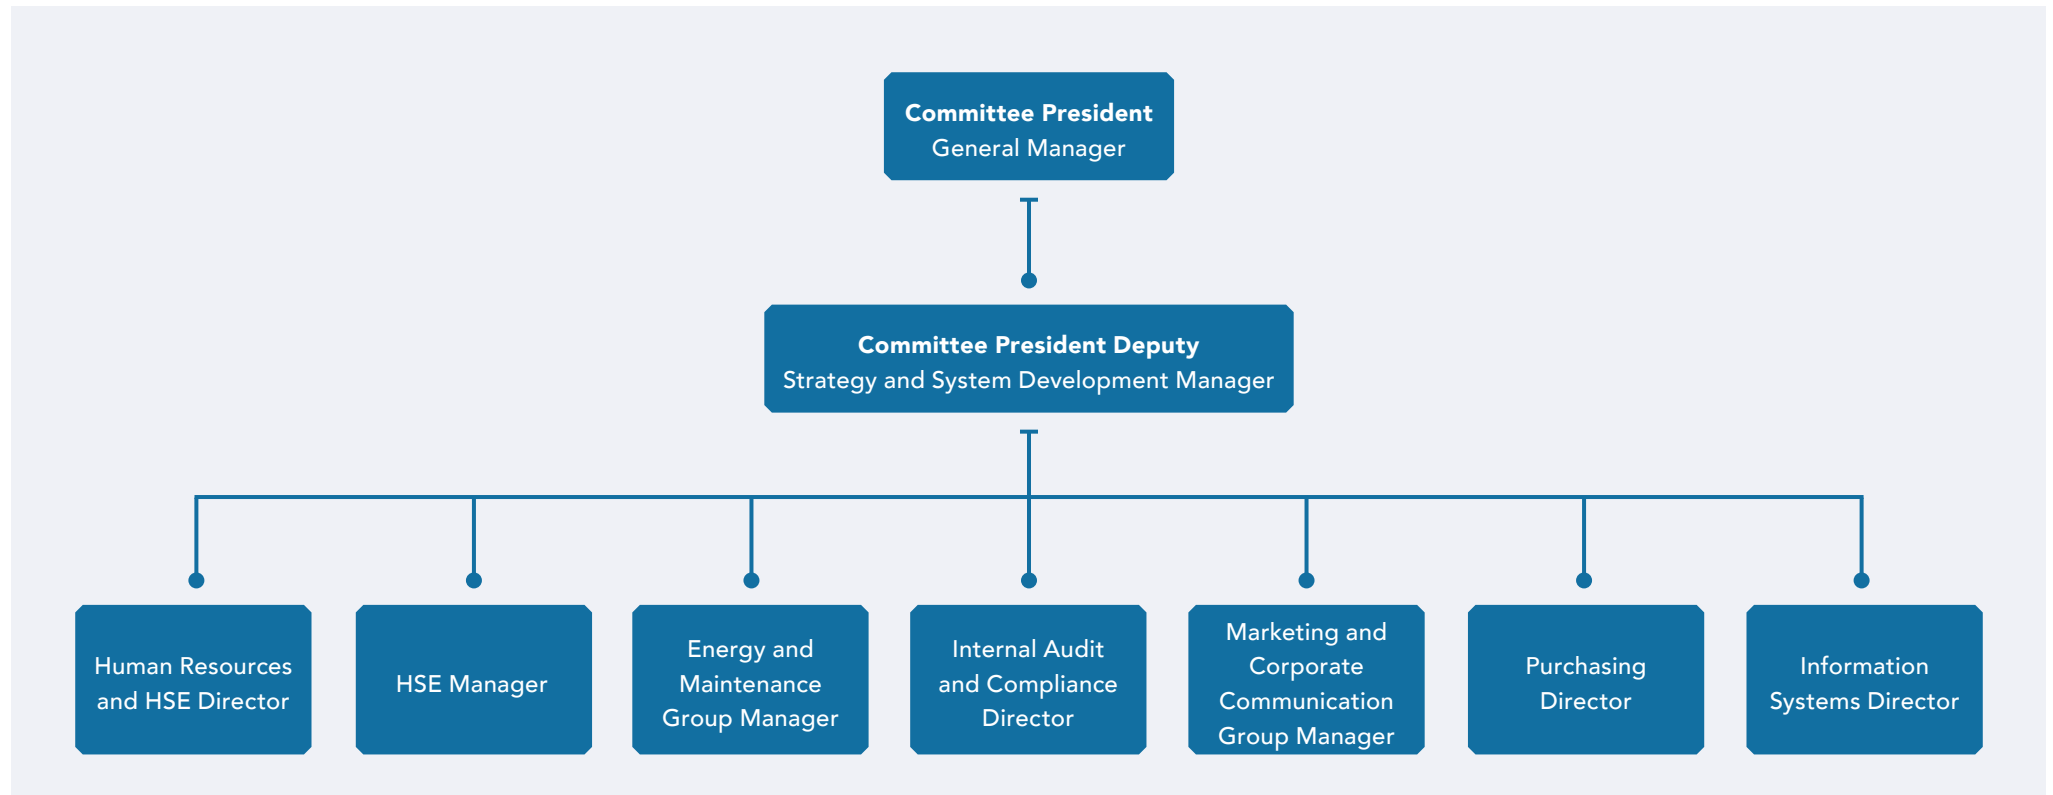 Committee President
General Manager
Committee President Deputy
Strategy and System Development Manager
Human Resources
and HSE Director
HSE Manager
Energy and
Maintenance
Group Manager
Internal Audit
and Compliance
Director
Marketing and
Corporate
Communication
Group Manager
Purchasing
Director
Information
Systems Director